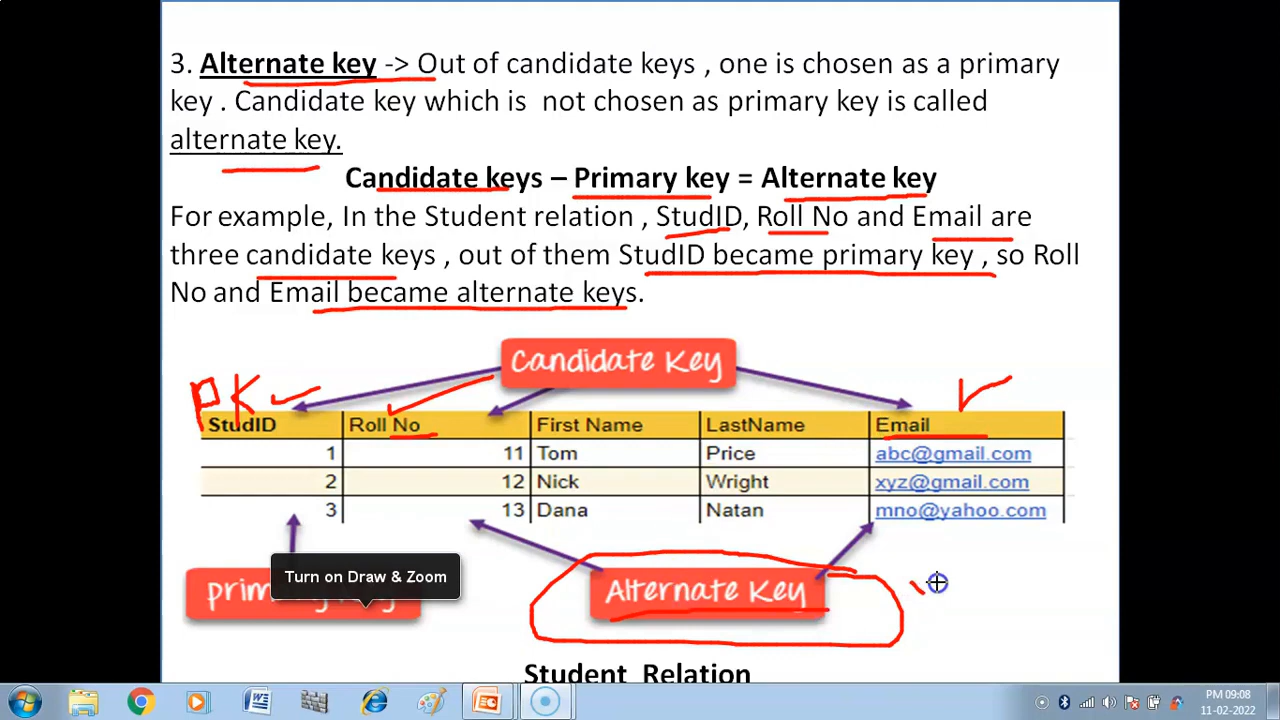 3. Alternate key -> Out of candidate keys , one is chosen as a primary
key . Candidate key which is not chosen as primary key is called
alternate key.
Candidate keys – Primary key = Alternate key
For example, In the Student relation , StudID, Roll No and Email are
three candidate keys , out of them StudID became primary key , so Roll
No and Email became alternate keys.
Candidate Key
PK
StudID Roll No First Name LastName Email
1 11 Tom Price abc@gmail.com
2 12 Nick Wright xyz@gmail.com
3 13 Dana Natan mno@yahoo.com
Turn on Draw & Zoom
Alternate Key
Student Relation
PM 09:08
11-02-2022